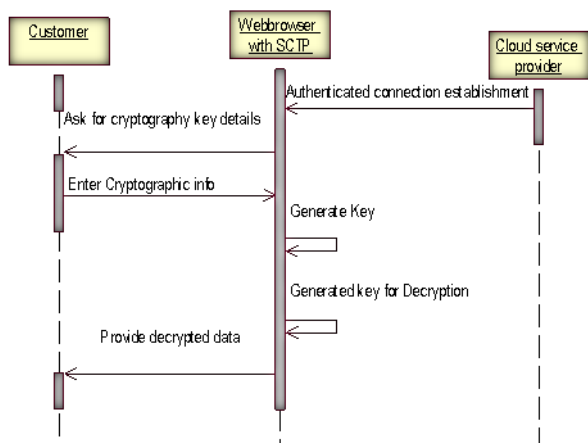 Customer
Webbrowser
with SCTP
Cloud service
provider
Authenticated connection establishment
Ask for cryptography key details
Enter Cryptographic info
Generate Key
Generated key for Decryption
Provide decrypted data